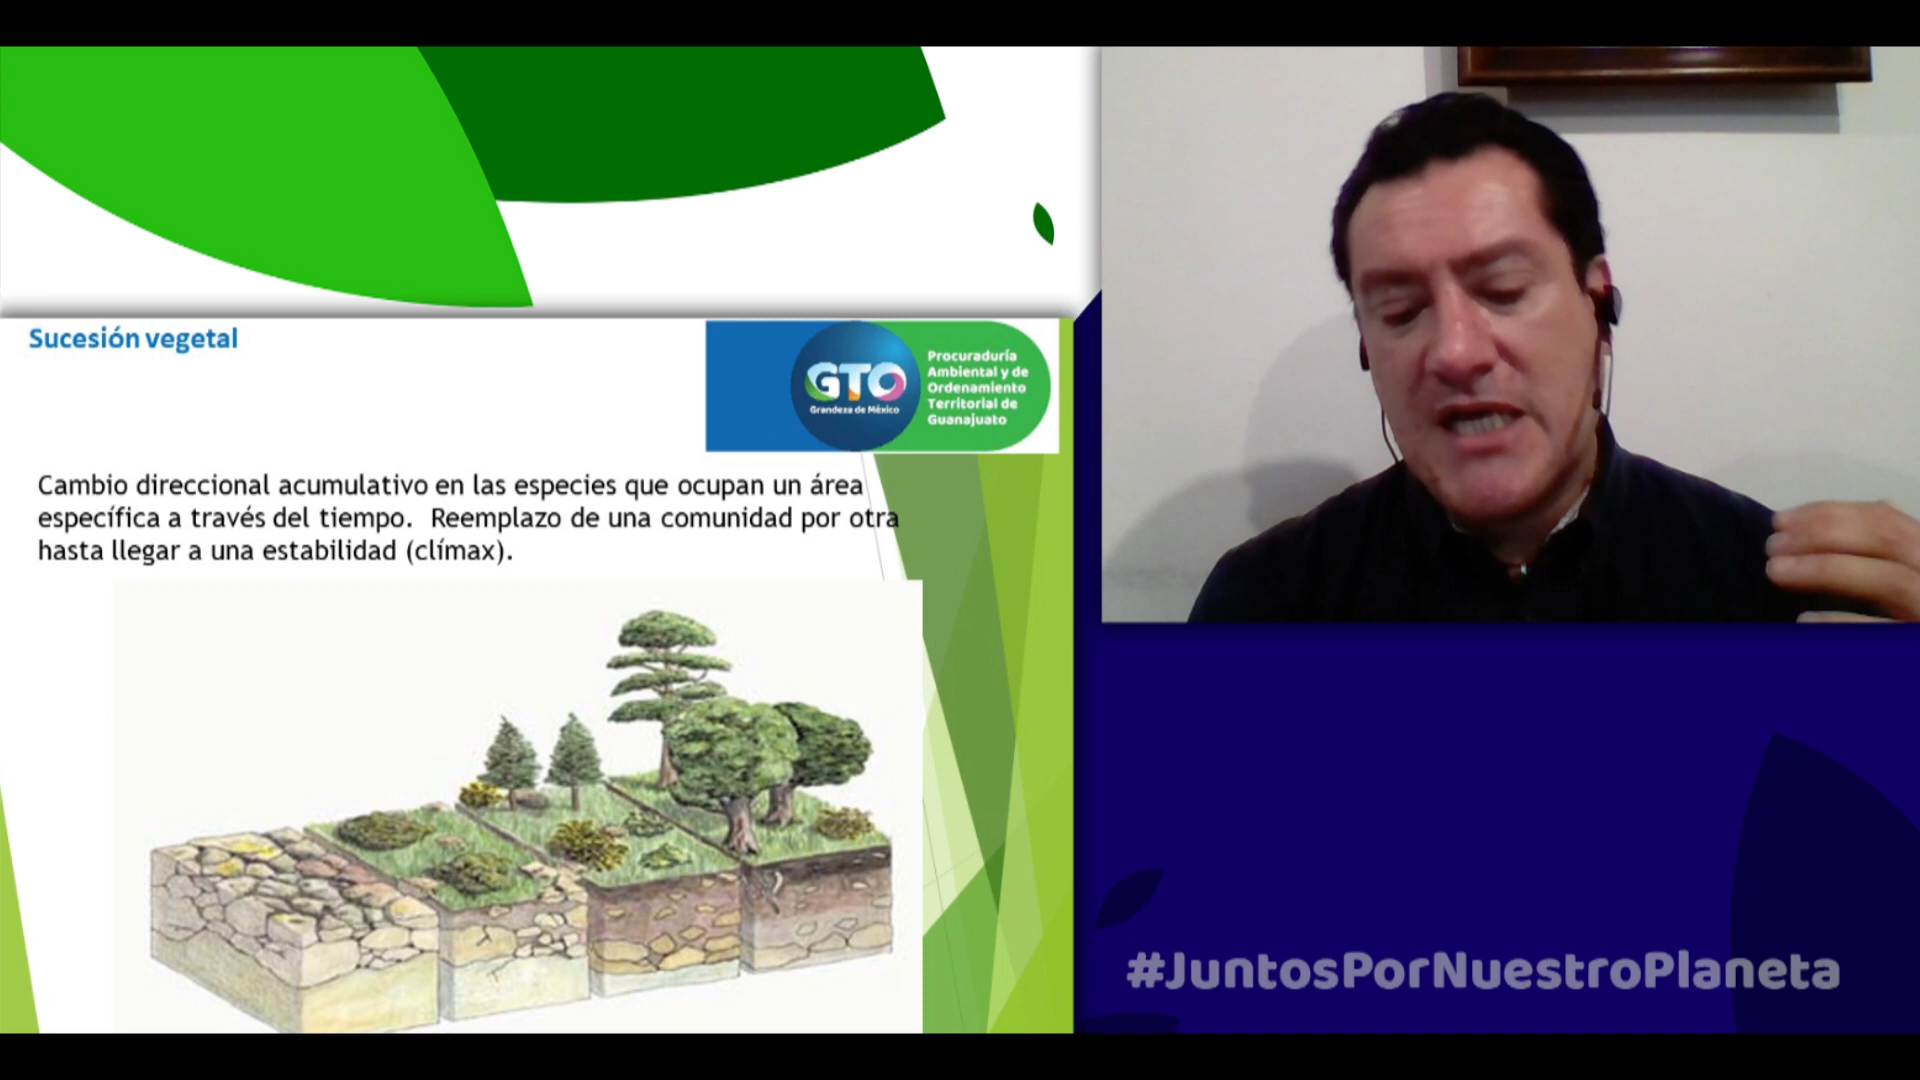 Sucesión vegetal
GTO
Grandeza de México
Procuraduría
Ambiental y de
Ordenamiento
Territorial de
Guanajuato
Cambio direccional acumulativo en las especies que ocupan un área
específica a través del tiempo. Reemplazo de una comunidad por otra
hasta llegar a una estabilidad (clímax).
#JuntosPorNuestroPlaneta